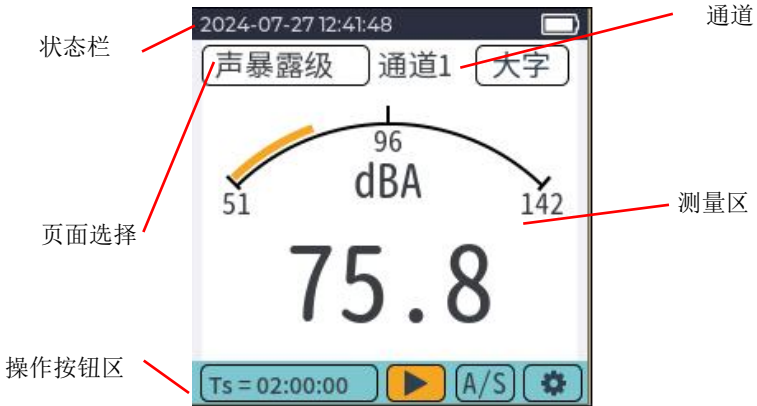 2024-07-27 12:41:48
通道
状态栏
声暴露级 通道1 大字
96
dBA
51 142
测量区
页面选择
75.8
操作按钮区
Ts = 02:00:00 A/S